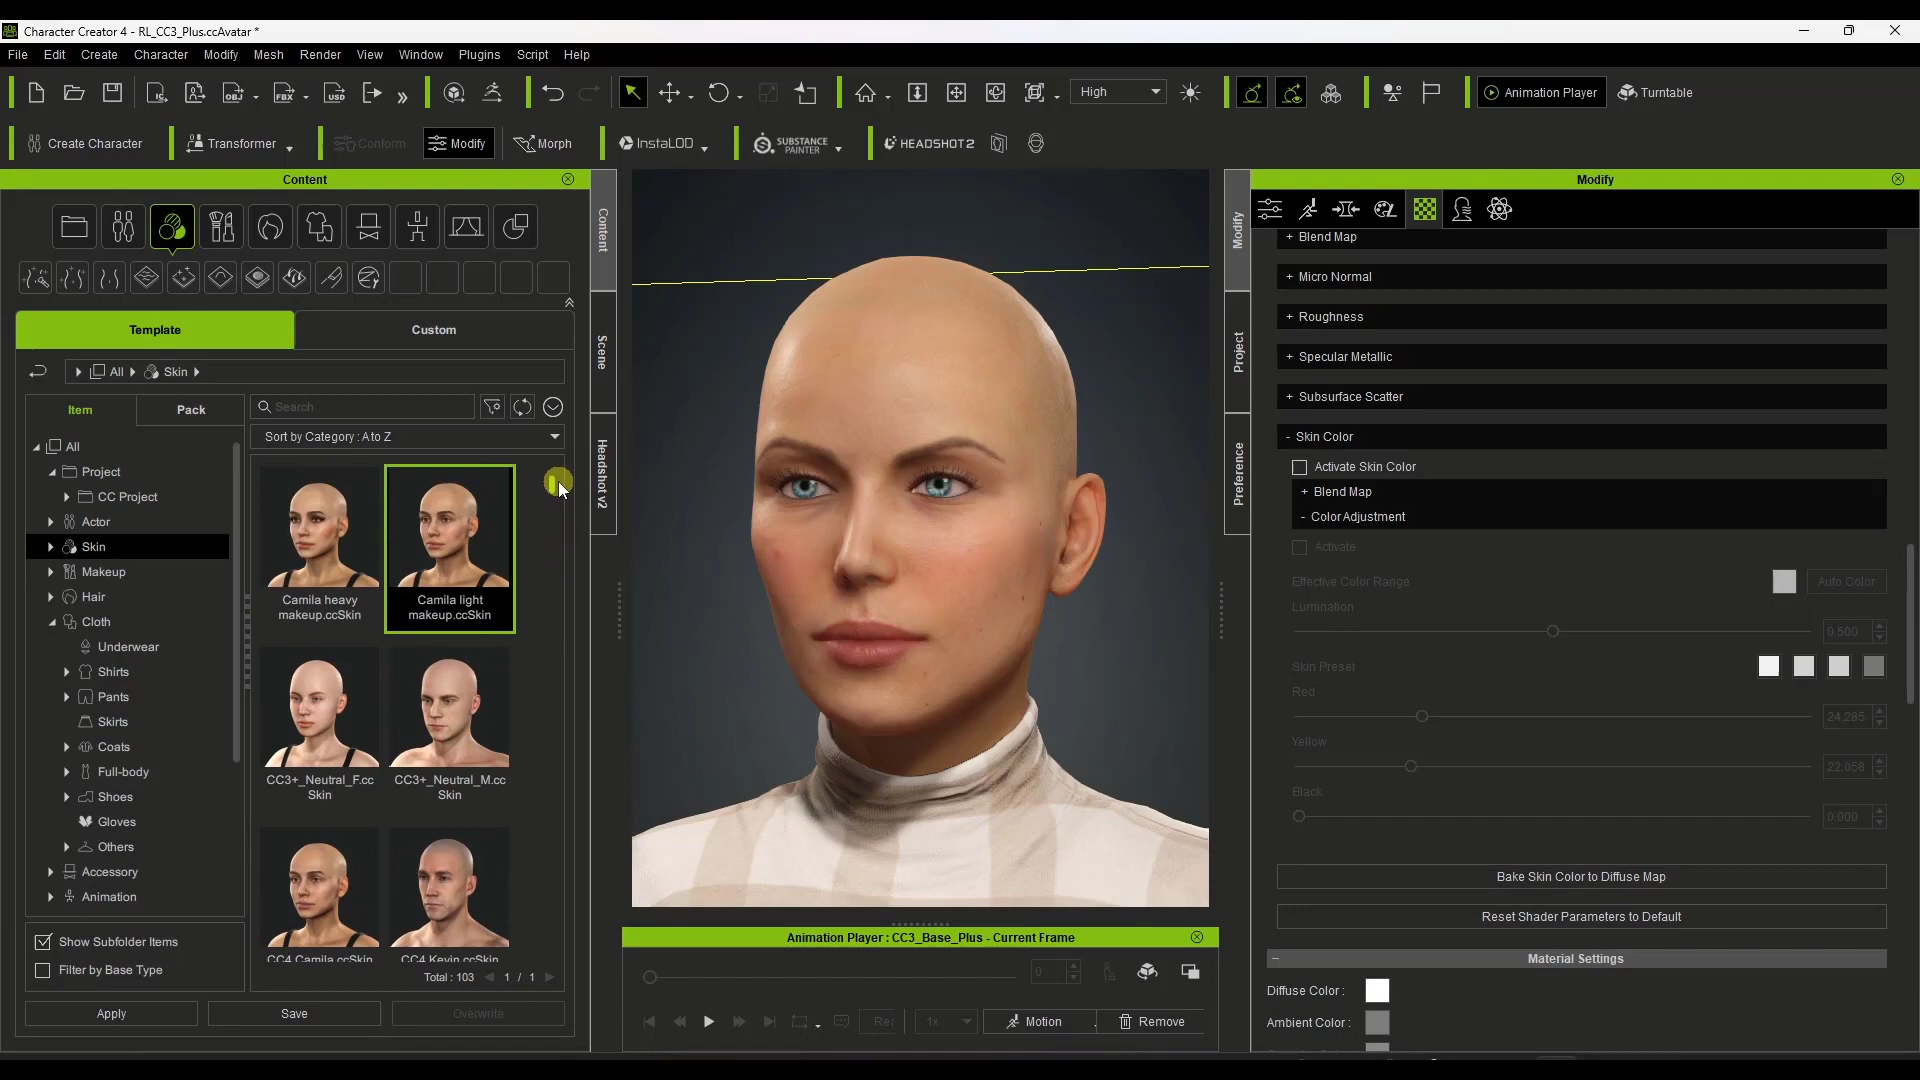 Character Creator 4 - RL_CC3_Plus.ccAvatar *
File Edit Create Character Modify Mesh Render View Window Plugins Script Help
High
Animation Player
Turntable
Create Character
Transformer
Conform
Modify
Morph
InstaLOD
SUBSTANCE PAINTER
HEADSHOT 2
Content
Content
Scene
Headshot v2
Template
Custom
All
Skin
Item
Pack
Search
Sort by Category : A to Z
All
Project
CC Project
Actor
Skin
Makeup
Hair
Cloth
Underwear
Shirts
Pants
Skirts
Coats
Full-body
Shoes
Gloves
Others
Accessory
Animation
Camila heavy
makeup.ccSkin
Camila light
makeup.ccSkin
CC3+_Neutral_F.cc
Skin
CC3+_Neutral_M.cc
Skin
CC4 Camila.ccSkin
CC4 Kevin.ccSkin
Show Subfolder Items
Filter by Base Type
Total : 103 1 / 1
Apply
Save
Overwrite
Animation Player : CC3_Base_Plus - Current Frame
0
1x
Motion
Remove
Modify
Project
Preference
Modify
+ Blend Map
+ Micro Normal
+ Roughness
+ Specular Metallic
+ Subsurface Scatter
- Skin Color
Activate Skin Color
+ Blend Map
- Color Adjustment
Activate
Effective Color Range
Auto Color
Lumination
0.500
Skin Preset
Red
24.285
Yellow
22.058
Black
0.000
Bake Skin Color to Diffuse Map
Reset Shader Parameters to Default
Material Settings
Diffuse Color :
Ambient Color :